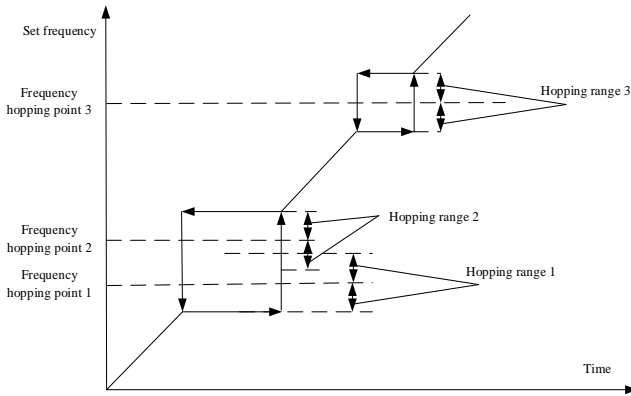 Set frequency
Frequency
hopping point 3
Hopping range 3
Frequency
hopping point 2
Hopping range 2
Frequency
hopping point 1
Hopping range 1
Time